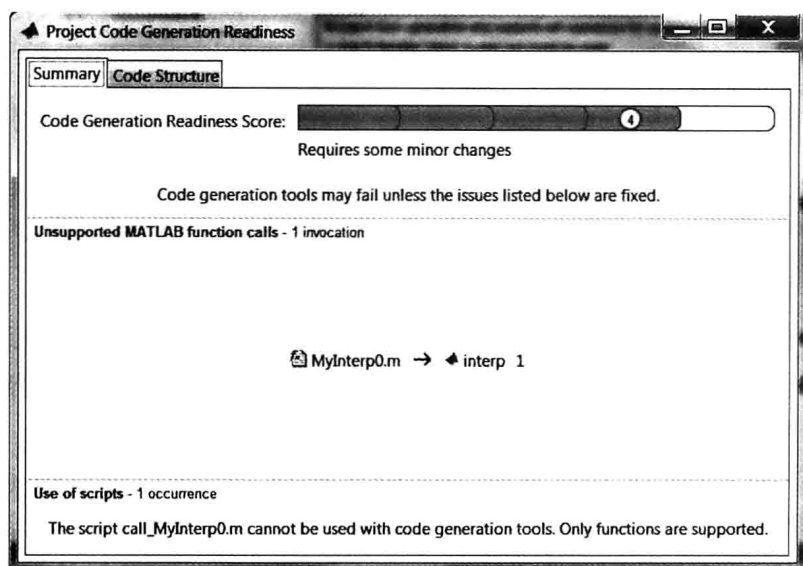 Project Code Generation Readiness
Summary Code Structure
Code Generation Readiness Score: 4
Requires some minor changes
Code generation tools may fail unless the issues listed below are fixed.
Unsupported MATLAB function calls - 1 invocation
MyInterp0.m → interp 1
Use of scripts - 1 occurrence
The script call_MyInterp0.m cannot be used with code generation tools. Only functions are supported.